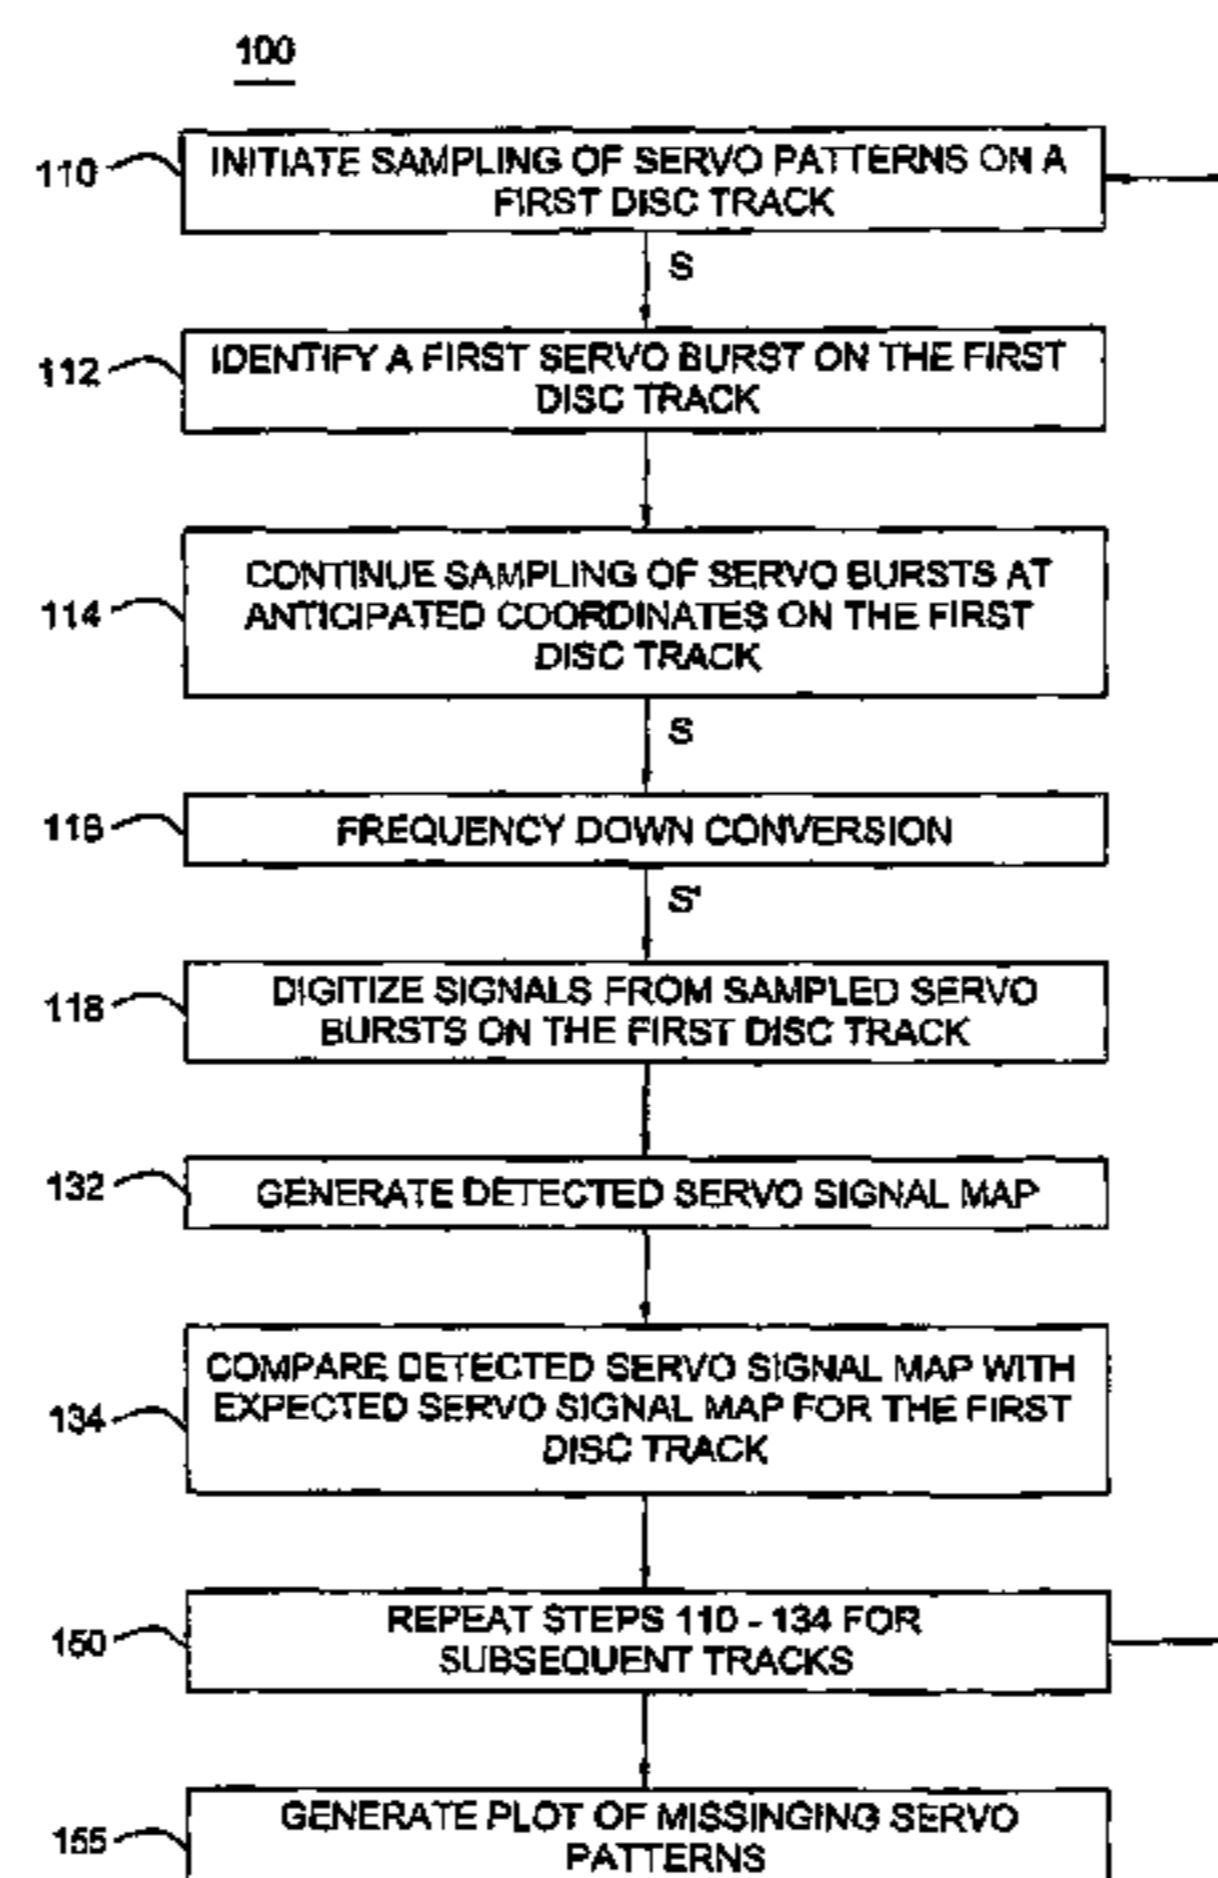 100
110
INITIATE SAMPLING OF SERVO PATTERNS ON A
FIRST DISC TRACK
S
112
IDENTIFY A FIRST SERVO BURST ON THE FIRST
DISC TRACK
114
CONTINUE SAMPLING OF SERVO BURSTS AT
ANTICIPATED COORDINATES ON THE FIRST
DISC TRACK
S
116
FREQUENCY DOWN CONVERSION
S'
118
DIGITIZE SIGNALS FROM SAMPLED SERVO
BURSTS ON THE FIRST DISC TRACK
132
GENERATE DETECTED SERVO SIGNAL MAP
134
COMPARE DETECTED SERVO SIGNAL MAP WITH
EXPECTED SERVO SIGNAL MAP FOR THE FIRST
DISC TRACK
150
REPEAT STEPS 110 - 134 FOR
SUBSEQUENT TRACKS
155
GENERATE PLOT OF MISSINGING SERVO
PATTERNS